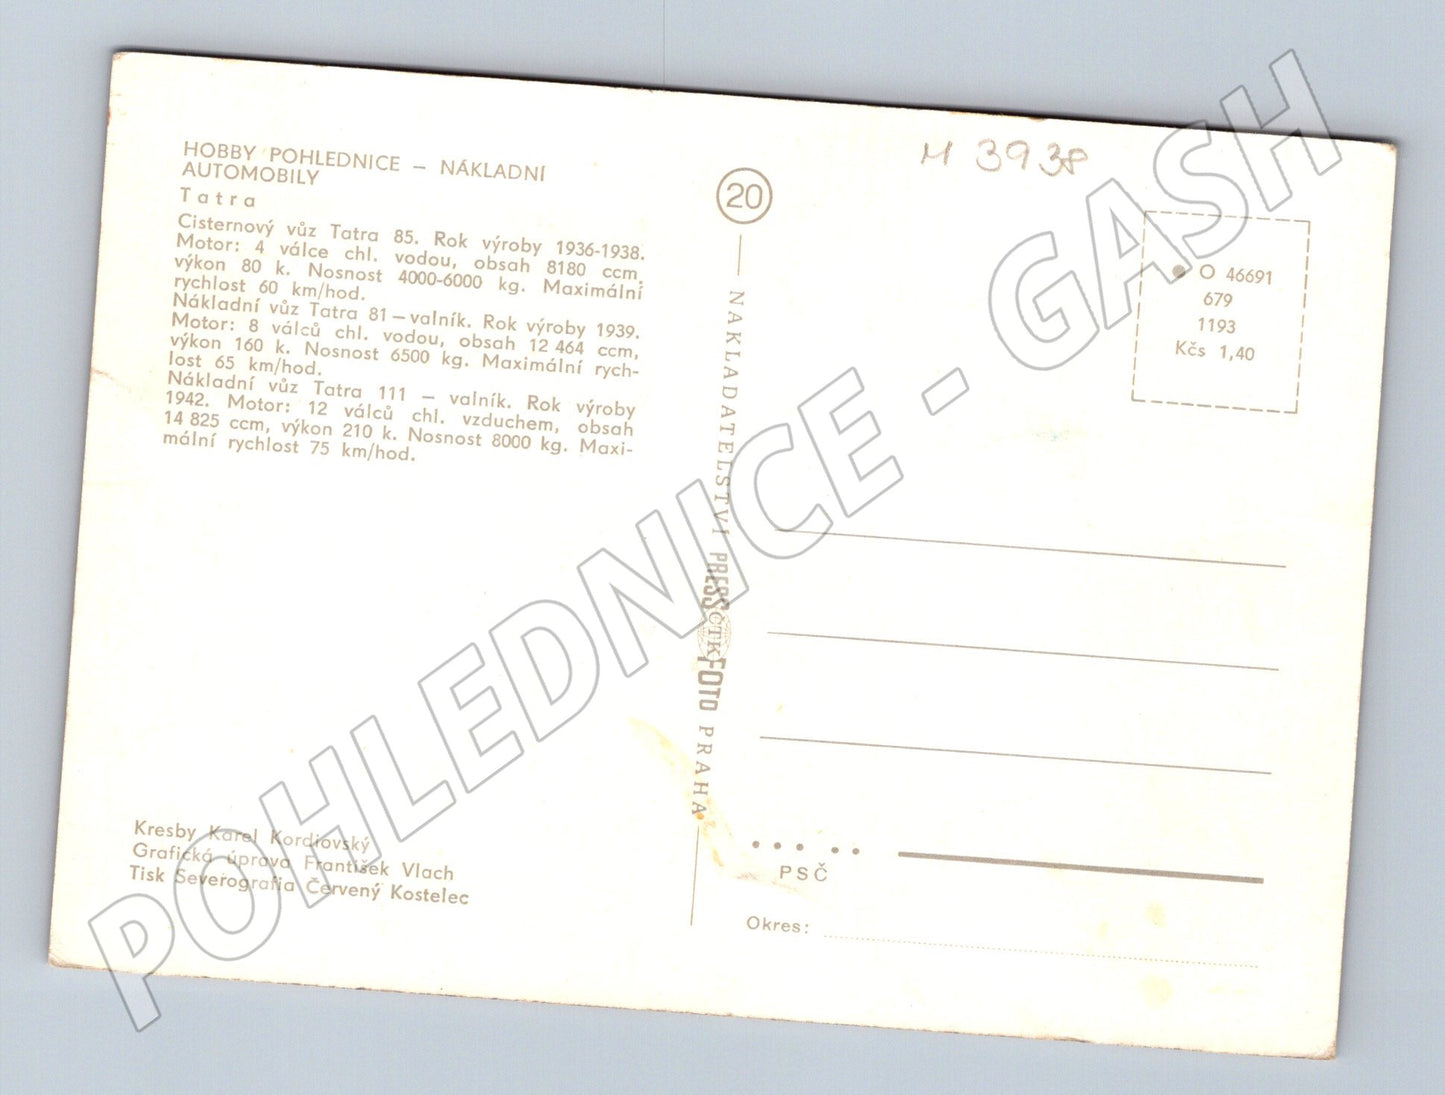 HOBBY POHLEDNICE – NÁKLADNÍ
AUTOMOBILY
Tatra
Cisternový vůz Tatra 85. Rok výroby 1936-1938.
Motor: 4 válce chl. vodou, obsah 8180 ccm,
výkon 80 k. Nosnost 4000-6000 kg. Maximální
rychlost 60 km/hod.
Nákladní vůz Tatra 81 – valník. Rok výroby 1939.
Motor: 8 válců chl. vodou, obsah 12 464 ccm,
výkon 160 k. Nosnost 6500 kg. Maximální rych-
lost 65 km/hod.
Nákladní vůz Tatra 111 – valník. Rok výroby
1942. Motor: 12 válců chl. vzduchem, obsah
14 825 ccm, výkon 210 k. Nosnost 8000 kg. Maxi-
mální rychlost 75 km/hod.
Kresby Karel Kordiovský
Grafická úprava František Vlach
Tisk Severografia Červený Kostelec
20
NAKLADATELSTVÍ PRESSFOTO PRAHA
ČTK
M 3938
O 46691
679
1193
Kčs 1,40
PSČ
Okres:
POHLEDNICE - GASH